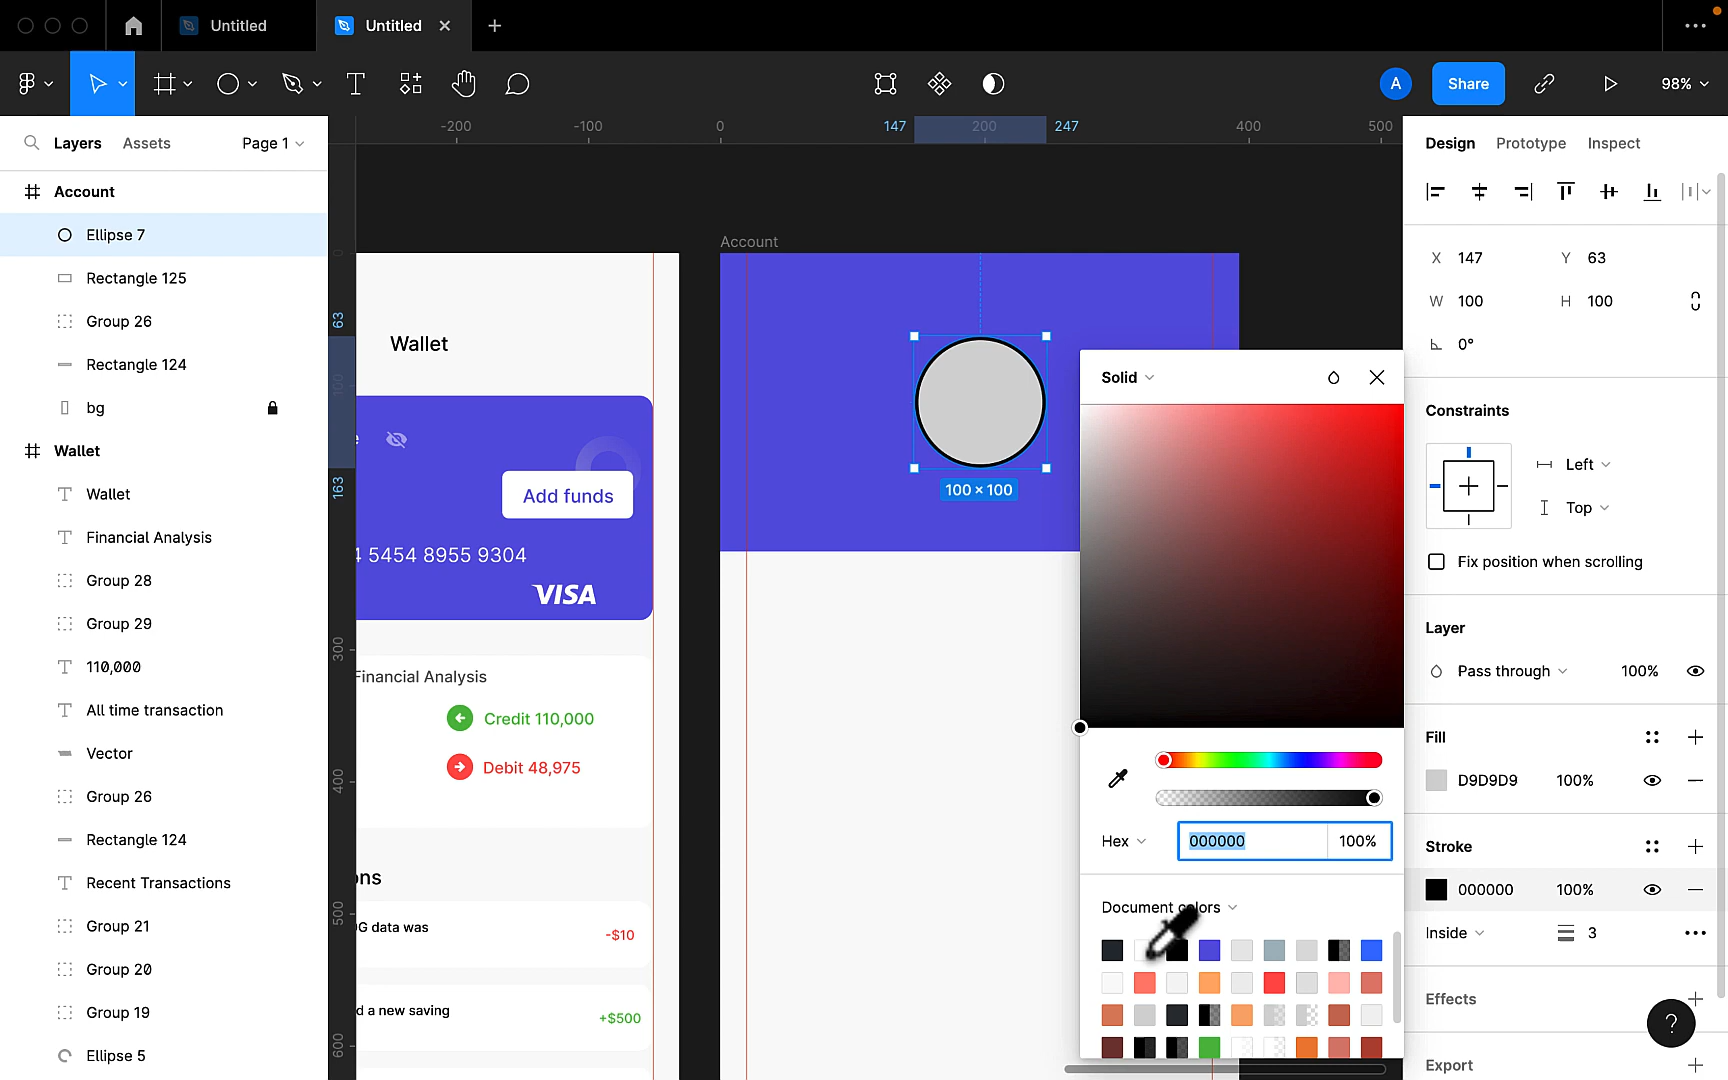 Untitled
Untitled
A
Share
98%
Layers
Assets
Page 1
-200
-100
0
147
200
247
400
500
Design
Prototype
Inspect
Account
Ellipse 7
Rectangle 125
Group 26
Rectangle 124
bg
Wallet
Wallet
Financial Analysis
Group 28
Group 29
110,000
All time transaction
Vector
Group 26
Rectangle 124
Recent Transactions
Group 21
Group 20
Group 19
Ellipse 5
0
63
100
163
300
400
500
600
Wallet
Add funds
5454 8955 9304
VISA
Financial Analysis
Credit 110,000
Debit 48,975
ons
G data was
-$10
d a new saving
+$500
Account
100 × 100
Solid
Hex
000000
100%
Document colors
X 147
Y 63
W 100
H 100
0°
Constraints
Left
Top
Fix position when scrolling
Layer
Pass through
100%
Fill
D9D9D9
100%
Stroke
000000
100%
Inside
3
Effects
?
Export